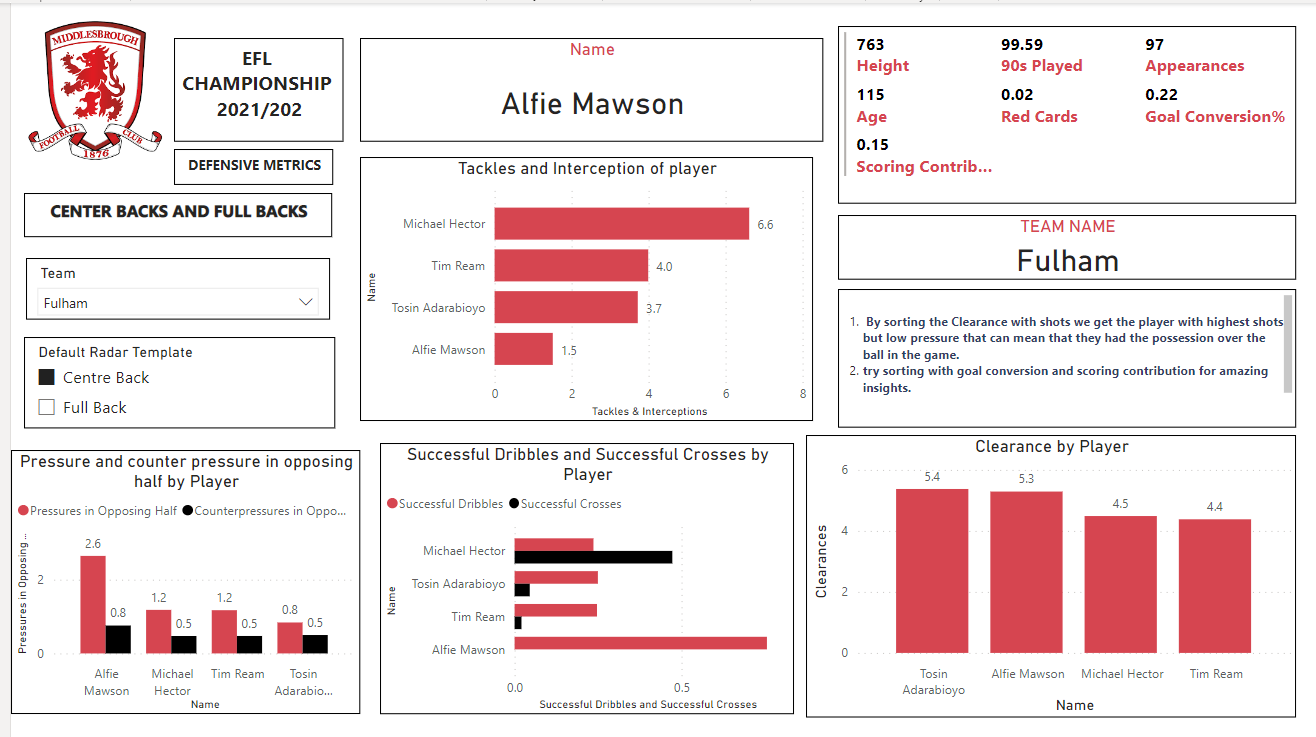 MIDDLESBROUGH
FOOTBALL CLUB
1876
EFL
CHAMPIONSHIP
2021/202
DEFENSIVE METRICS
CENTER BACKS AND FULL BACKS
Team
Fulham
Default Radar Template
Centre Back
Full Back
Name
Alfie Mawson
763
Height
99.59
90s Played
97
Appearances
115
Age
0.02
Red Cards
0.22
Goal Conversion%
0.15
Scoring Contrib...
TEAM NAME
Fulham
Tackles and Interception of player
Name
Michael Hector 6.6
Tim Ream 4.0
Tosin Adarabioyo 3.7
Alfie Mawson 1.5
0 2 4 6 8
Tackles & Interceptions
1. By sorting the Clearance with shots we get the player with highest shots
but low pressure that can mean that they had the possession over the
ball in the game.
2. try sorting with goal conversion and scoring contribution for amazing
insights.
Pressure and counter pressure in opposing
half by Player
Pressures in Opposing Half Counterpressures in Oppo...
Pressures in Opposing ...
2
0
2.6 0.8 1.2 0.5 1.2 0.5 0.8 0.5
Alfie
Mawson
Michael
Hector
Tim Ream
Tosin
Adarabio...
Name
Successful Dribbles and Successful Crosses by
Player
Successful Dribbles Successful Crosses
Name
Michael Hector
Tosin Adarabioyo
Tim Ream
Alfie Mawson
0.0 0.5
Successful Dribbles and Successful Crosses
Clearance by Player
Clearances
6
4
2
0
5.4 5.3 4.5 4.4
Tosin
Adarabioyo
Alfie Mawson
Michael Hector
Tim Ream
Name